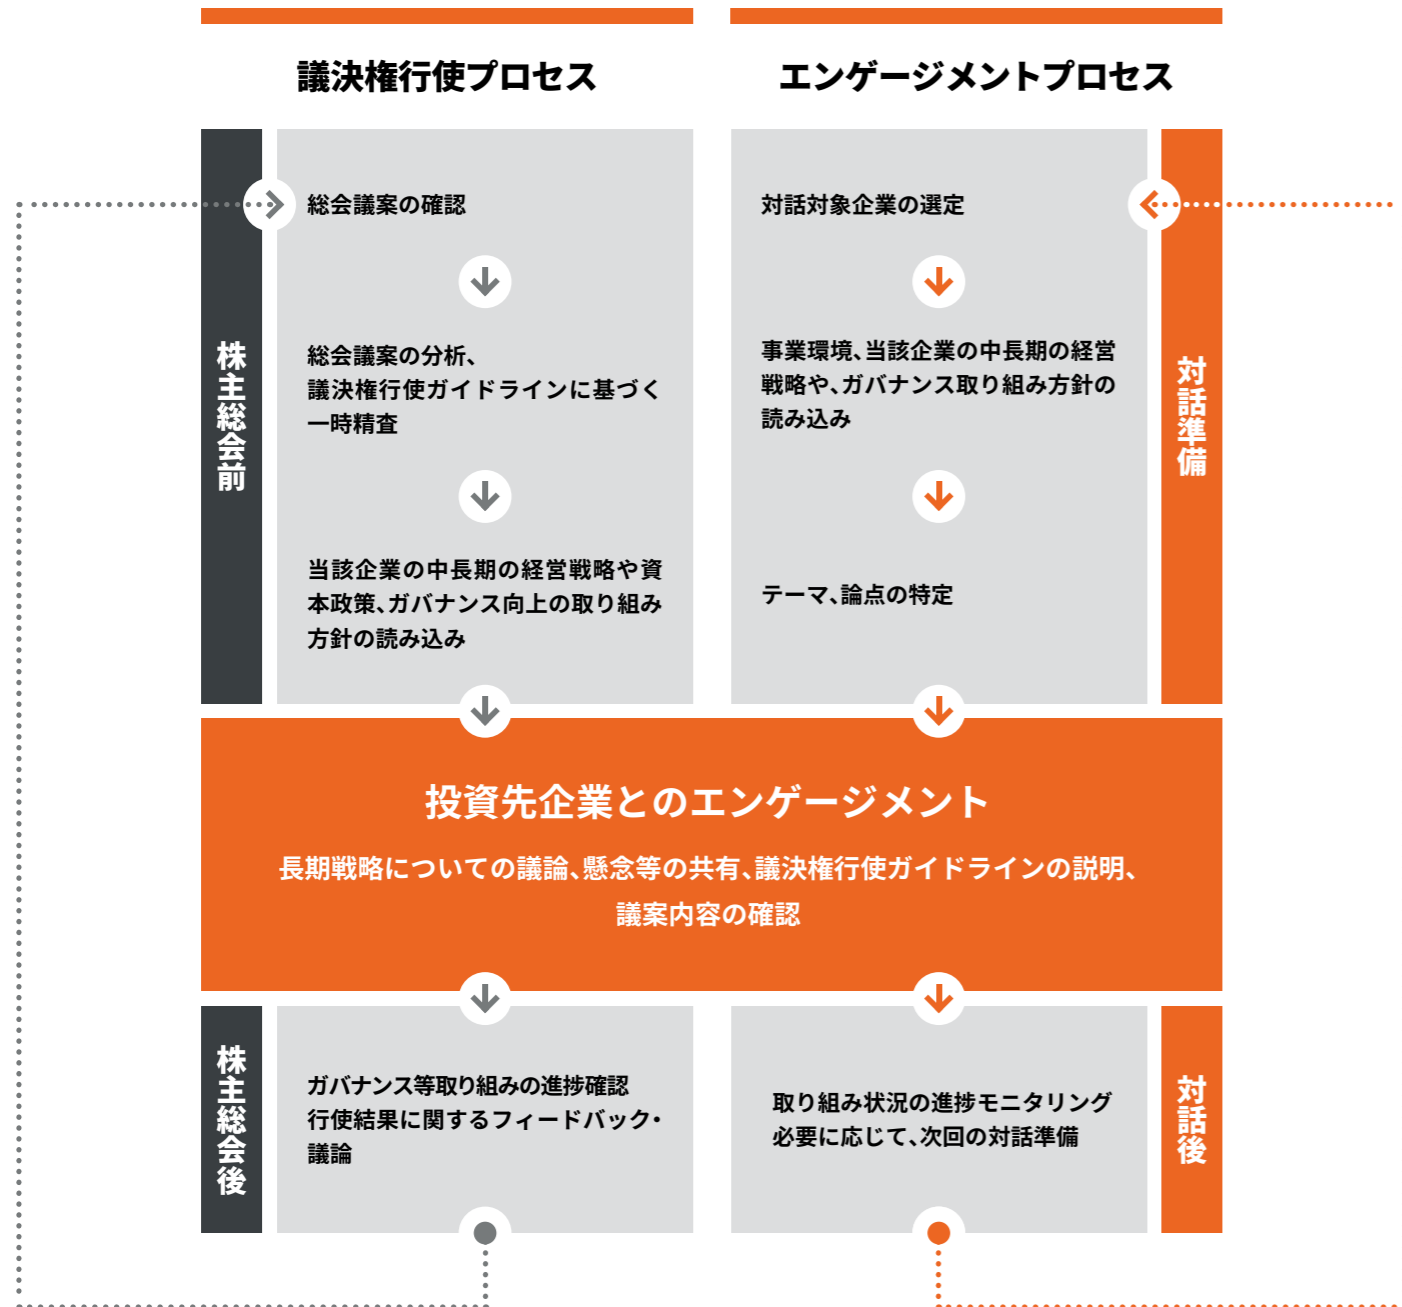 議決権行使プロセス
株主総会前
総会議案の確認
総会議案の分析、
議決権行使ガイドラインに基づく
一時精査
当該企業の中長期の経営戦略や資
本政策、ガバナンス向上の取り組み
方針の読み込み
エンゲージメントプロセス
対話準備
対話対象企業の選定
事業環境、当該企業の中長期の経営
戦略や、ガバナンス取り組み方針の
読み込み
テーマ、論点の特定
投資先企業とのエンゲージメント
長期戦略についての議論、懸念等の共有、議決権行使ガイドラインの説明、
議案内容の確認
株主総会後
ガバナンス等取り組みの進捗確認
行使結果に関するフィードバック・
議論
対話後
取り組み状況の進捗モニタリング
必要に応じて、次回の対話準備